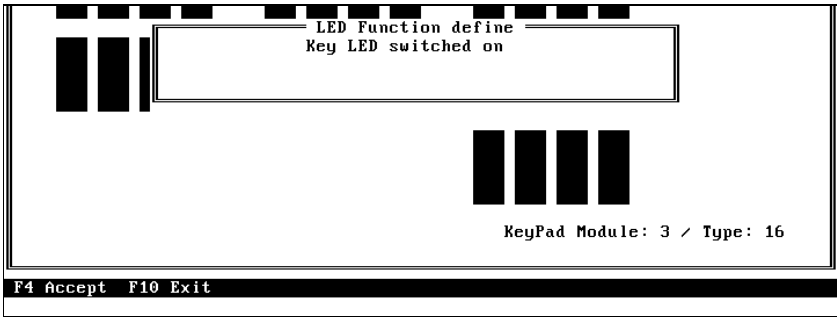 LED Function define
Key LED switched on
KeyPad Module: 3 / Type: 16
F4 Accept F10 Exit